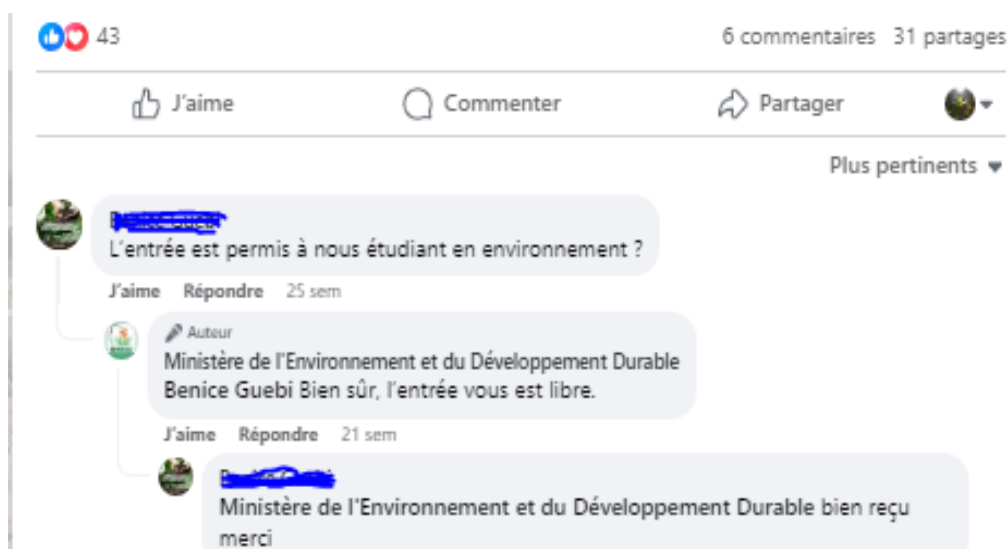 43 6 commentaires 31 partages
J'aime Commenter Partager
Plus pertinents
L'entrée est permis à nous étudiant en environnement ?
J'aime Répondre 25 sem
Auteur
Ministère de l'Environnement et du Développement Durable
Benice Guebi Bien sûr, l'entrée vous est libre.
J'aime Répondre 21 sem
Ministère de l'Environnement et du Développement Durable bien reçu
merci